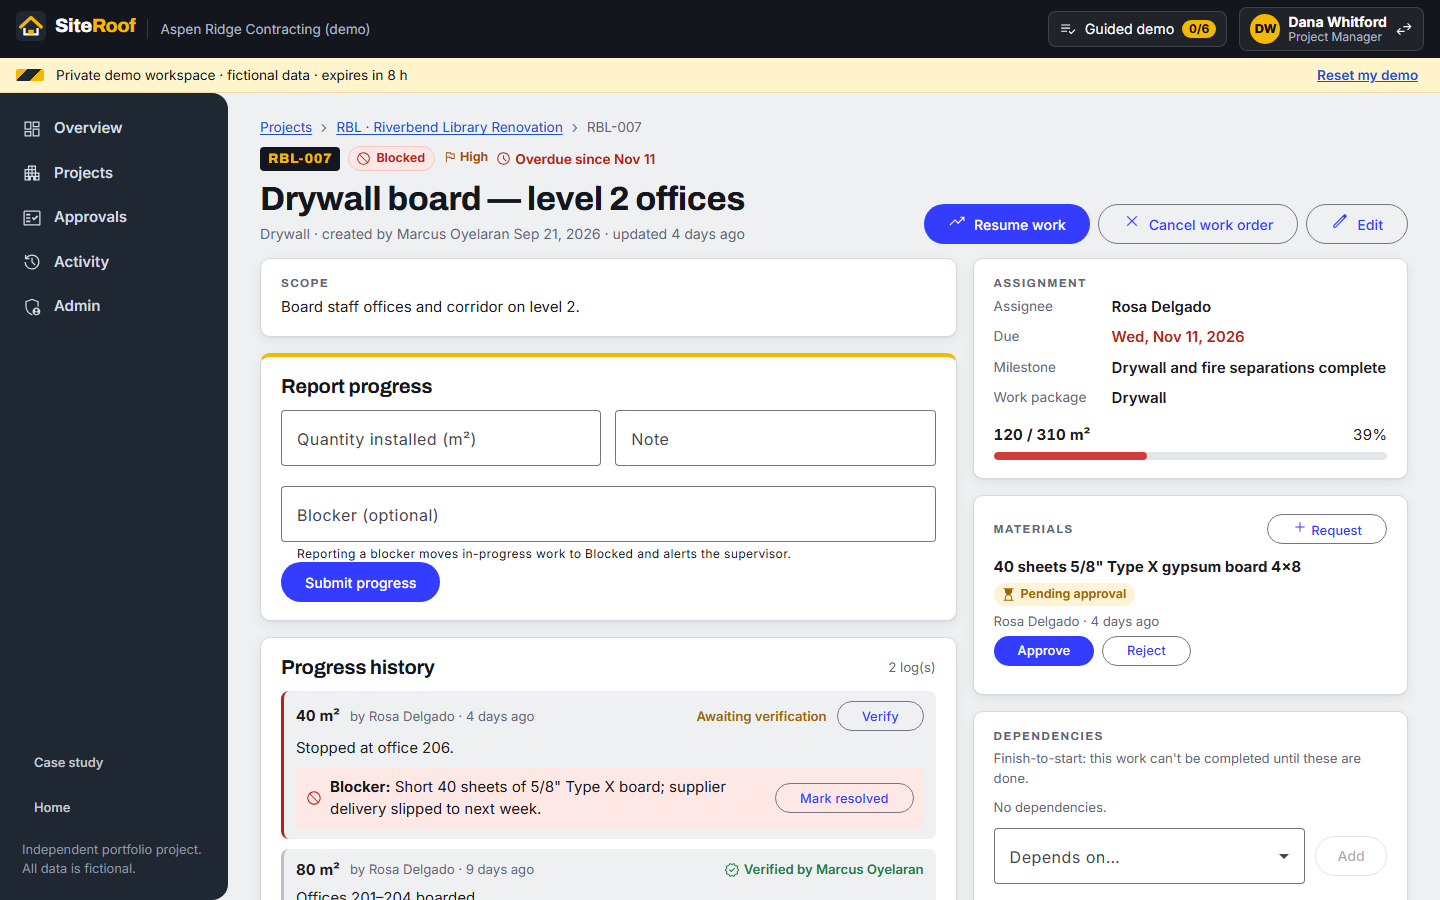 SiteRoof
Aspen Ridge Contracting (demo)
Guided demo 0/6
DW
Dana Whitford
Project Manager
Private demo workspace · fictional data · expires in 8 h
Reset my demo
Overview
Projects
Approvals
Activity
Admin
Case study
Home
Independent portfolio project.
All data is fictional.
Projects › RBL · Riverbend Library Renovation › RBL-007
RBL-007 Blocked High Overdue since Nov 11
Drywall board — level 2 offices
Drywall · created by Marcus Oyelaran Sep 21, 2026 · updated 4 days ago
Resume work
Cancel work order
Edit
SCOPE
Board staff offices and corridor on level 2.
Report progress
Quantity installed (m²)
Note
Blocker (optional)
Reporting a blocker moves in-progress work to Blocked and alerts the supervisor.
Submit progress
Progress history
2 log(s)
40 m² by Rosa Delgado · 4 days ago
Awaiting verification
Verify
Stopped at office 206.
Blocker: Short 40 sheets of 5/8" Type X board; supplier
delivery slipped to next week.
Mark resolved
80 m² by Rosa Delgado · 9 days ago
Verified by Marcus Oyelaran
Offices 201–204 boarded.
ASSIGNMENT
Assignee Rosa Delgado
Due Wed, Nov 11, 2026
Milestone Drywall and fire separations complete
Work package Drywall
120 / 310 m² 39%
MATERIALS
+ Request
40 sheets 5/8" Type X gypsum board 4×8
Pending approval
Rosa Delgado · 4 days ago
Approve
Reject
DEPENDENCIES
Finish-to-start: this work can't be completed until these are
done.
No dependencies.
Depends on...
Add